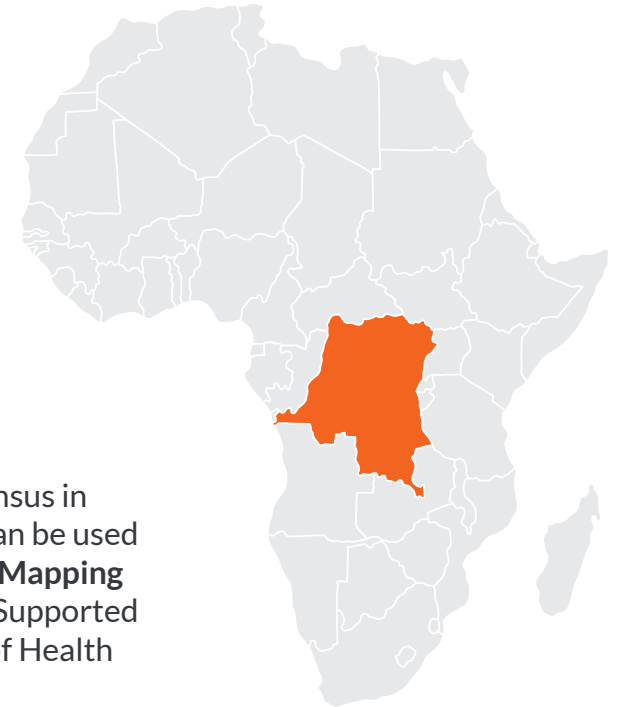 nsus in
an be used
Mapping
Supported
f Health